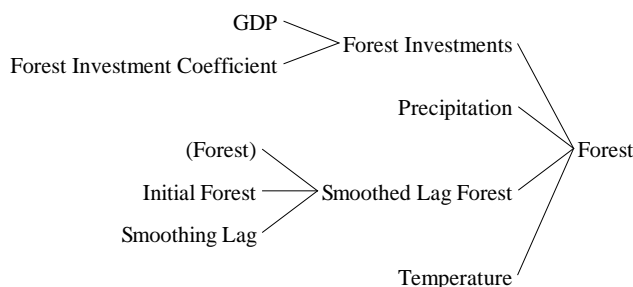 GDP
Forest Investment Coefficient
Forest Investments
Precipitation
(Forest)
Initial Forest
Smoothing Lag
Smoothed Lag Forest
Temperature
Forest